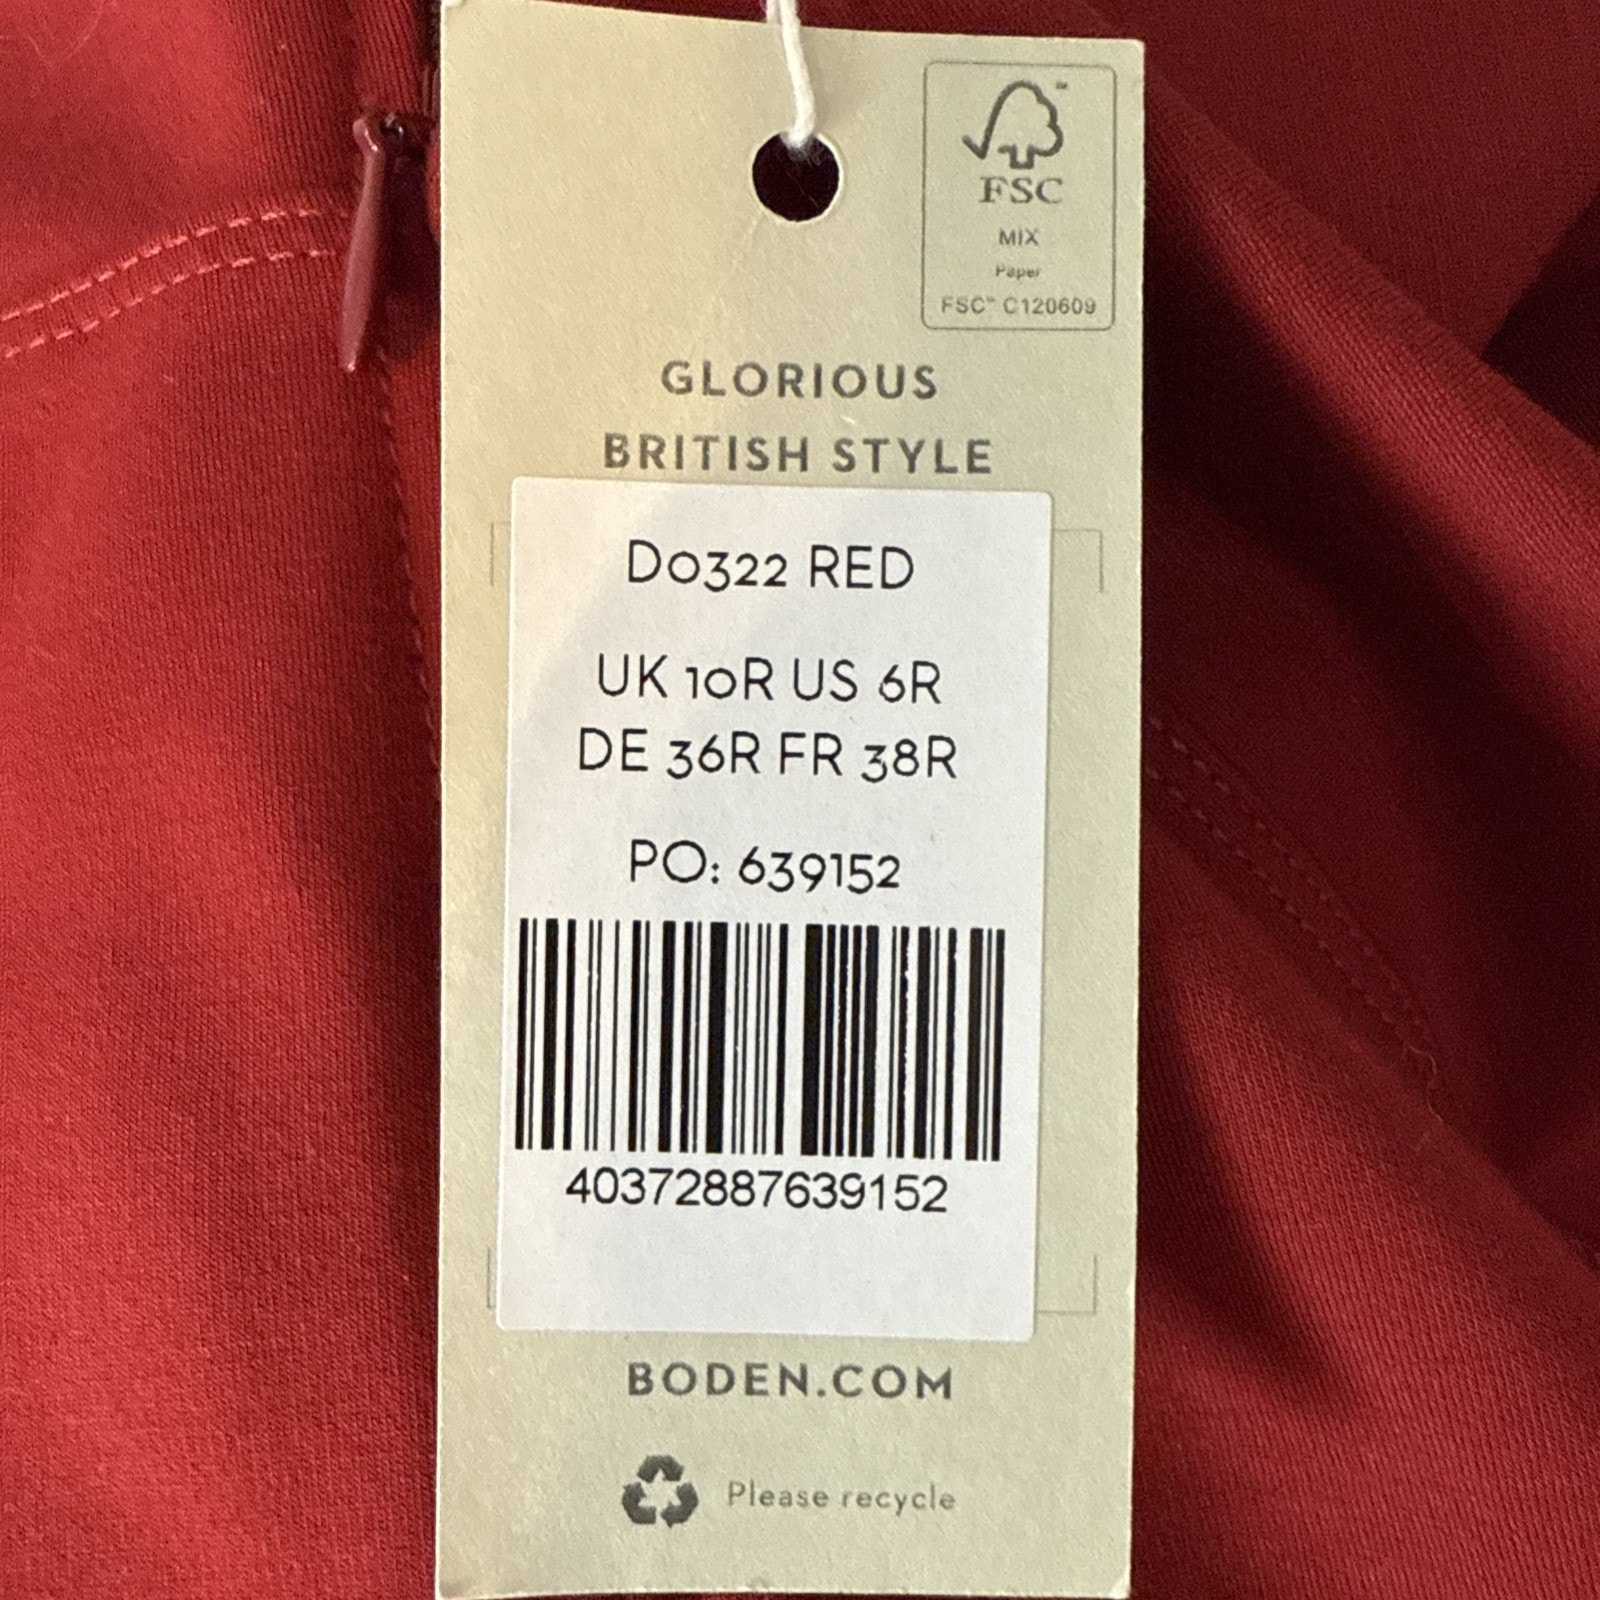 FSC
MIX
Paper
FSC™ C120609
GLORIOUS
BRITISH STYLE
D0322 RED
UK 10R US 6R
DE 36R FR 38R
PO: 639152
40372887639152
BODEN.COM
Please recycle